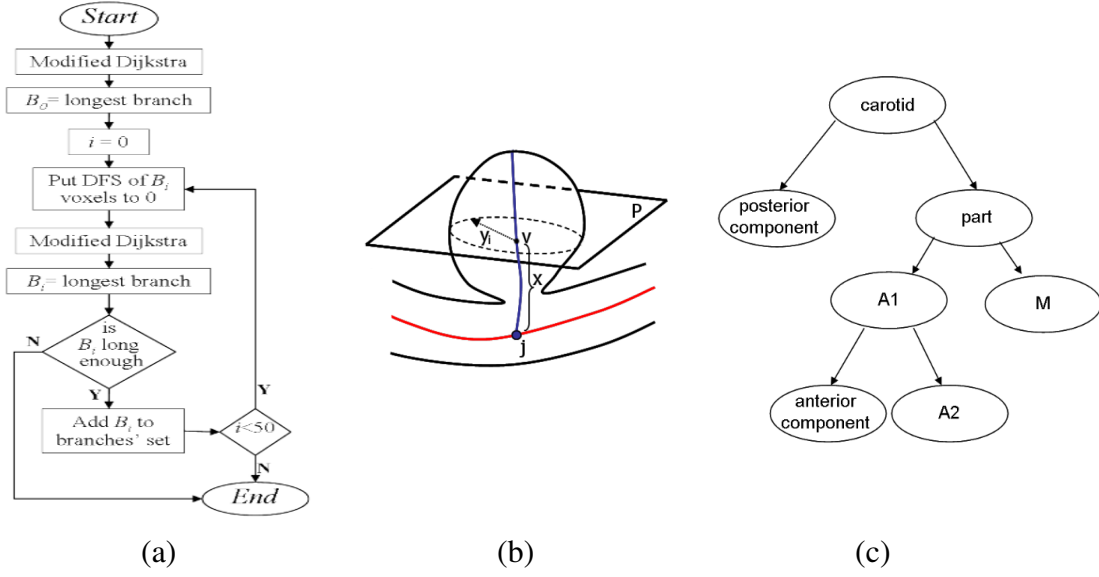 Start
Modified Dijkstra
B₀= longest branch
i = 0
Put DFS of Bᵢ
voxels to 0
Modified Dijkstra
Bᵢ= longest branch
is
Bᵢ long
enough
N
Y
Add Bᵢ to
branches' set
i<50
Y
N
End
(a)
P
yᵢ
v
x
j
(b)
carotid
posterior
component
part
A1
M
anterior
component
A2
(c)